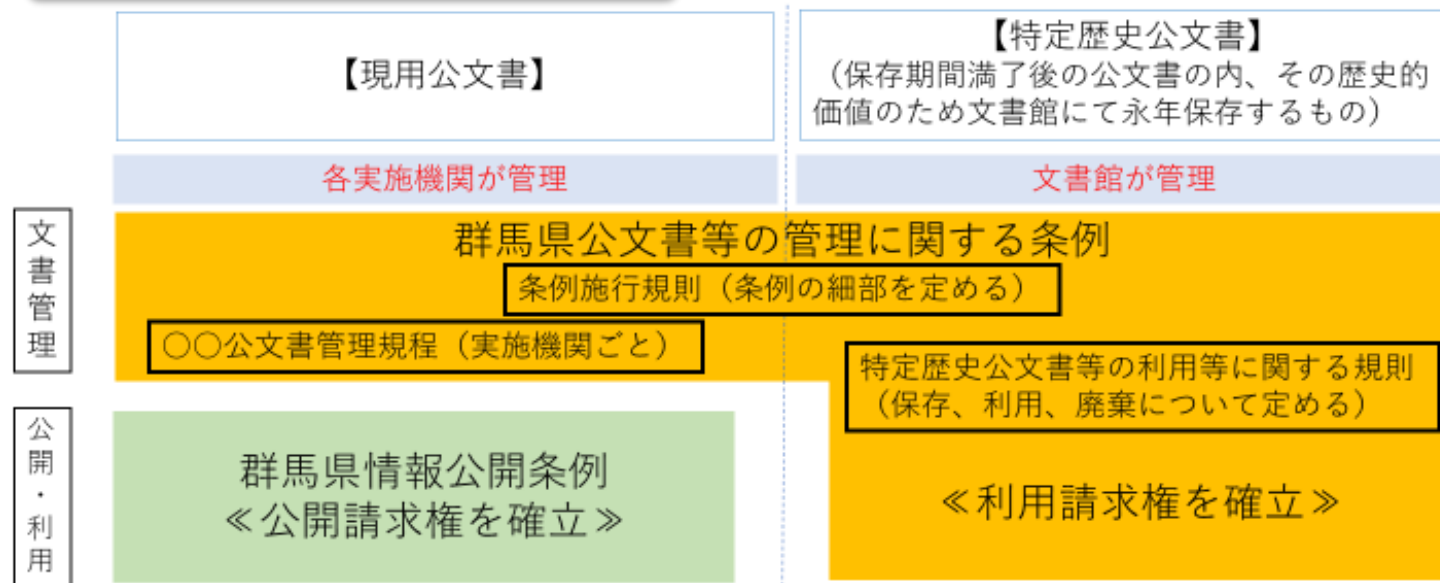 【現用公文書】
【特定歴史公文書】
（保存期間満了後の公文書の内、その歴史的
価値のため文書館にて永年保存するもの）
各実施機関が管理
文書館が管理
文書管理
群馬県公文書等の管理に関する条例
条例施行規則（条例の細部を定める）
○○公文書管理規程（実施機関ごと）
特定歴史公文書等の利用等に関する規則
（保存、利用、廃棄について定める）
公開・利用
群馬県情報公開条例
≪公開請求権を確立≫
≪利用請求権を確立≫